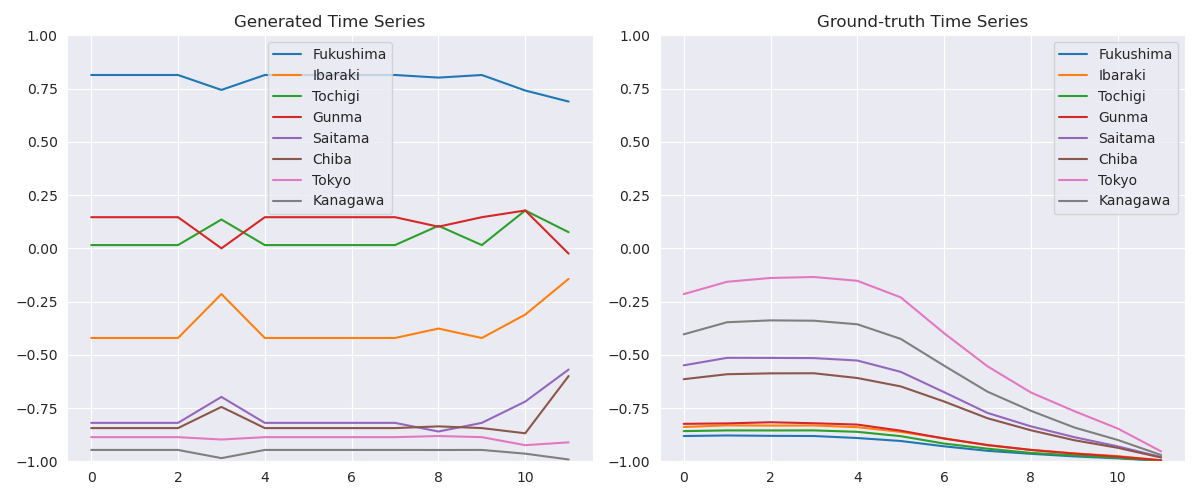 Generated Time Series
1.00
0.75
0.50
0.25
0.00
−0.25
−0.50
−0.75
−1.00
0 2 4 6 8 10
Fukushima
Ibaraki
Tochigi
Gunma
Saitama
Chiba
Tokyo
Kanagawa
Ground-truth Time Series
1.00
0.75
0.50
0.25
0.00
−0.25
−0.50
−0.75
−1.00
0 2 4 6 8 10
Fukushima
Ibaraki
Tochigi
Gunma
Saitama
Chiba
Tokyo
Kanagawa